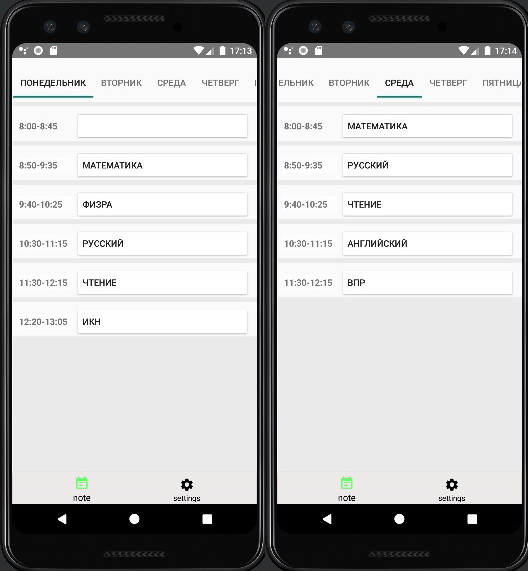 17:13
ПОНЕДЕЛЬНИК ВТОРНИК СРЕДА ЧЕТВЕРГ
8:00-8:45
8:50-9:35 МАТЕМАТИКА
9:40-10:25 ФИЗРА
10:30-11:15 РУССКИЙ
11:30-12:15 ЧТЕНИЕ
12:20-13:05 ИКН
note settings
17:14
ЕЛЬНИК ВТОРНИК СРЕДА ЧЕТВЕРГ ПЯТНИЦА
8:00-8:45 МАТЕМАТИКА
8:50-9:35 РУССКИЙ
9:40-10:25 ЧТЕНИЕ
10:30-11:15 АНГЛИЙСКИЙ
11:30-12:15 ВПР
note settings